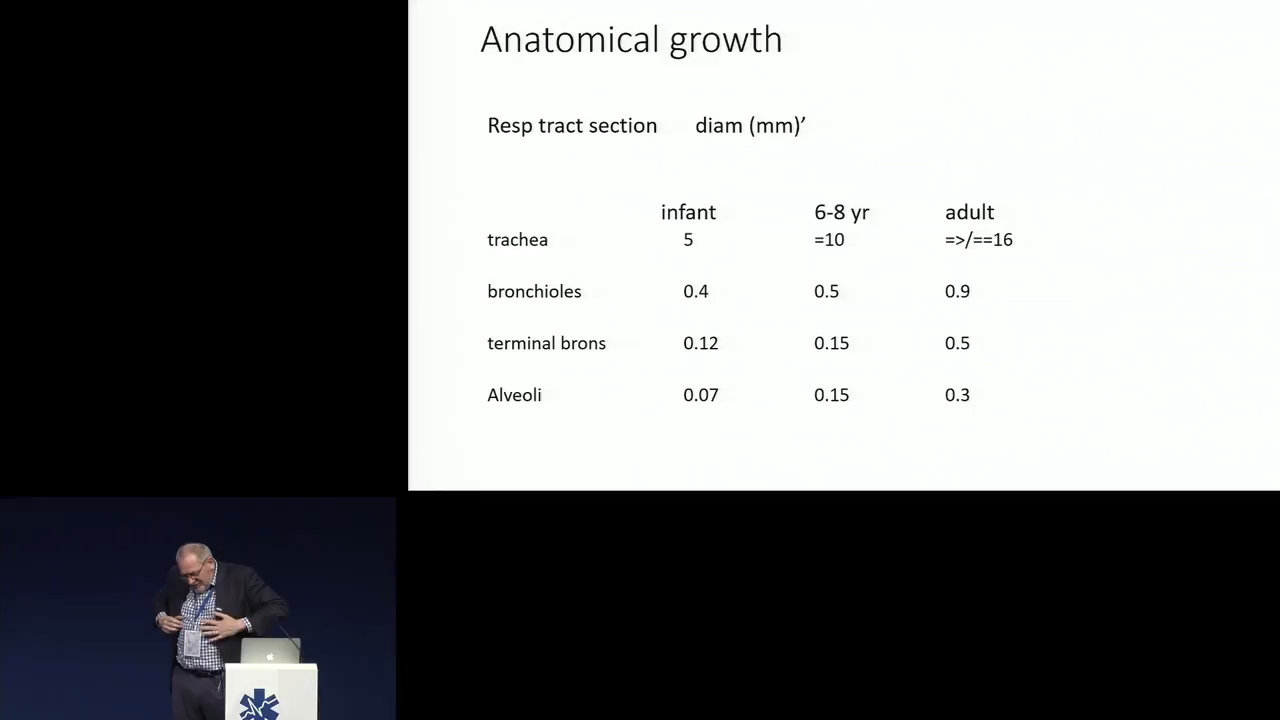 Anatomical growth
Resp tract section diam (mm)’
infant 6-8 yr adult
trachea 5 =10 =>/==16
bronchioles 0.4 0.5 0.9
terminal brons 0.12 0.15 0.5
Alveoli 0.07 0.15 0.3